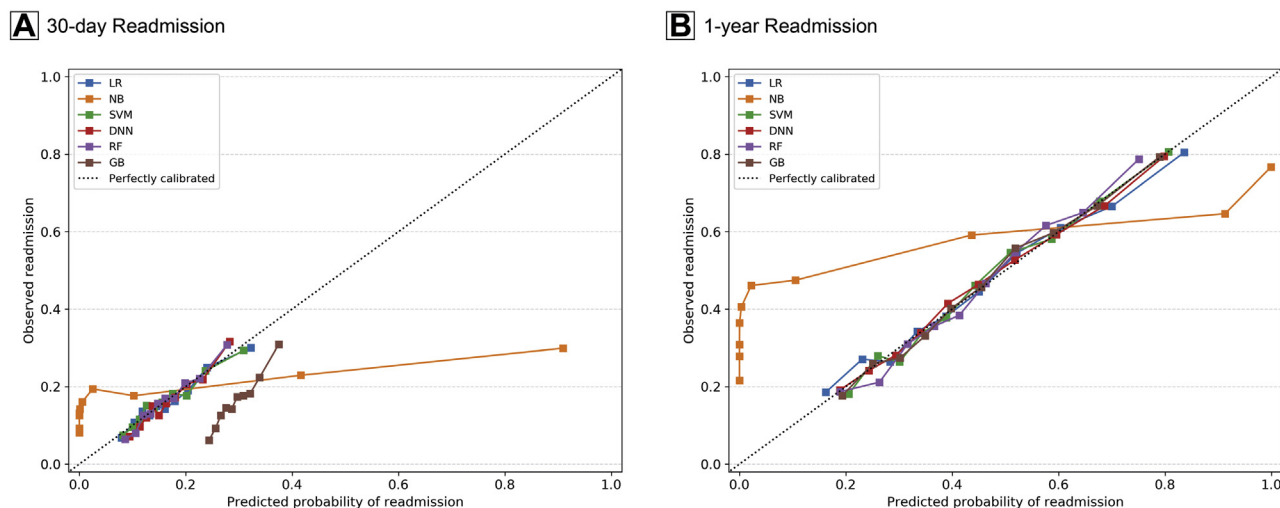 A 30-day Readmission
1.0
0.8
0.6
0.4
0.2
0.0
Observed readmission
LR
NB
SVM
DNN
RF
GB
Perfectly calibrated
0.0 0.2 0.4 0.6 0.8 1.0
Predicted probability of readmission
B 1-year Readmission
1.0
0.8
0.6
0.4
0.2
0.0
Observed readmission
LR
NB
SVM
DNN
RF
GB
Perfectly calibrated
0.0 0.2 0.4 0.6 0.8 1.0
Predicted probability of readmission